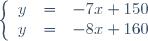 y = -7x + 150
y = -8x + 160